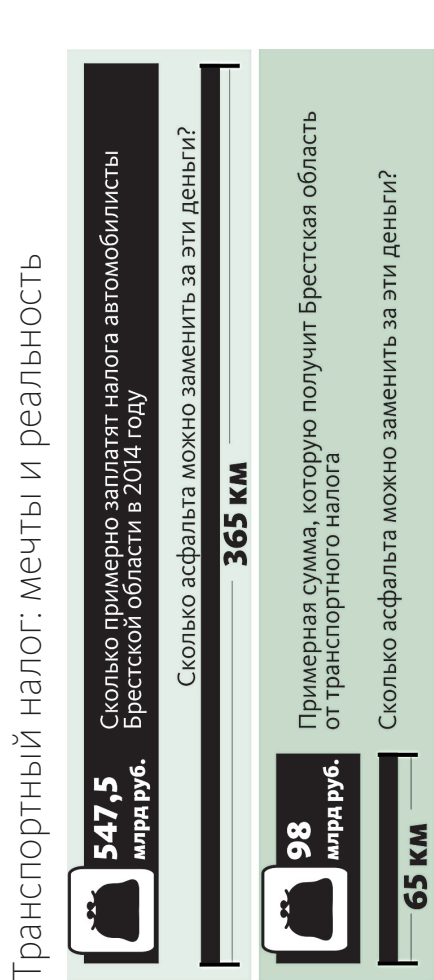 Транспортный налог: мечты и реальность
547,5
млрд руб.
Сколько примерно заплатят налога автомобилисты
Брестской области в 2014 году
Сколько асфальта можно заменить за эти деньги?
365 км
98
млрд руб.
Примерная сумма, которую получит Брестская область
от транспортного налога
Сколько асфальта можно заменить за эти деньги?
65 км